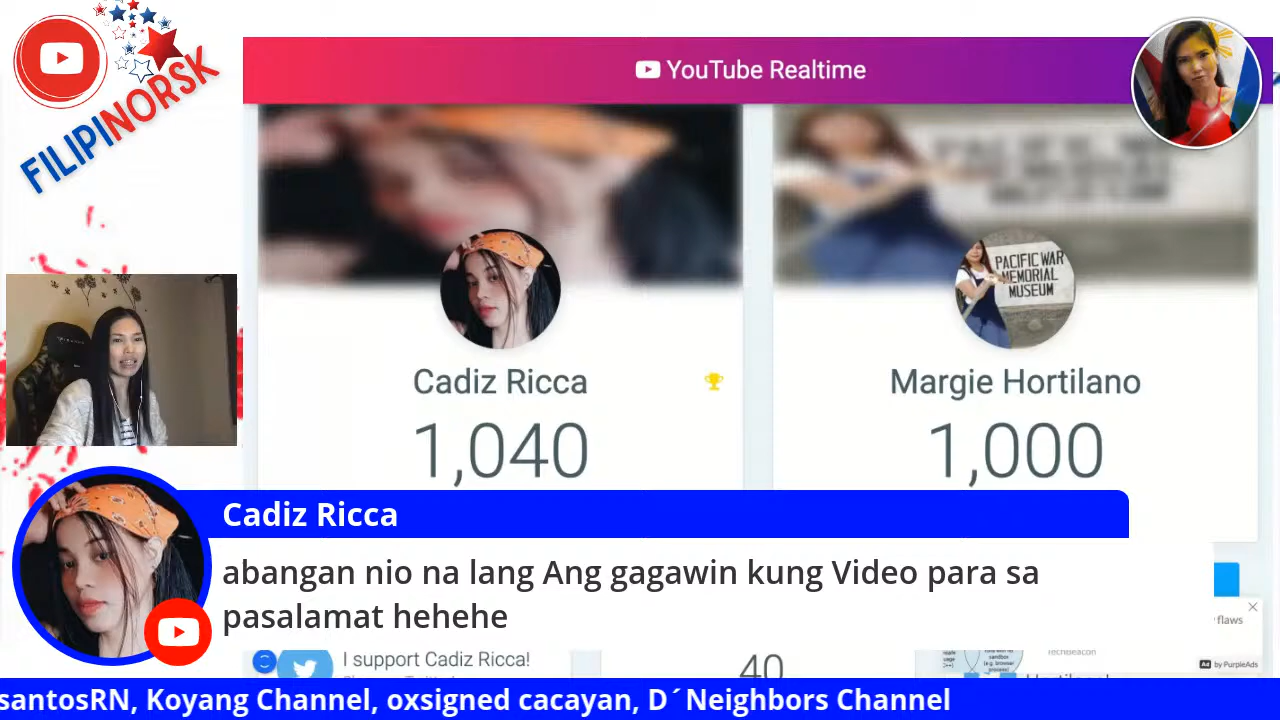 FILIPINORSK
YouTube Realtime
PACIFIC WAR
MEMORIAL
MUSEUM
Cadiz Ricca
Margie Hortilano
1,040
1,000
Cadiz Ricca
abangan nio na lang Ang gagawin kung Video para sa
pasalamat hehehe
flaws
TechBeacon
I support Cadiz Ricca!
40
Ad by PurpleAds
santosRN, Koyang Channel, oxsigned cacayan, D´Neighbors Channel